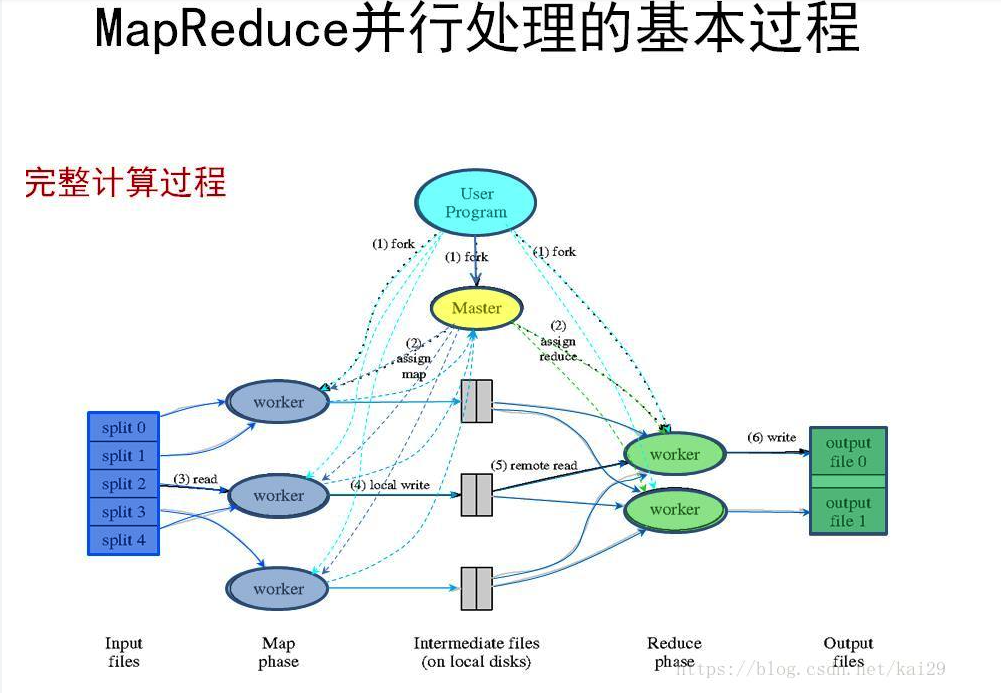 MapReduce并行处理的基本过程
完整计算过程
User
Program
(1) fork
(1) fork
(1) fork
Master
(2)
assign
map
(2)
assign
reduce
worker
split 0
split 1
split 2
split 3
split 4
(3) read
worker
(4) local write
(5) remote read
worker
worker
worker
(6) write
output
file 0
output
file 1
Input
files
Map
phase
Intermediate files
(on local disks)
Reduce
phase
Output
files
https://blog.csdn.net/kai29